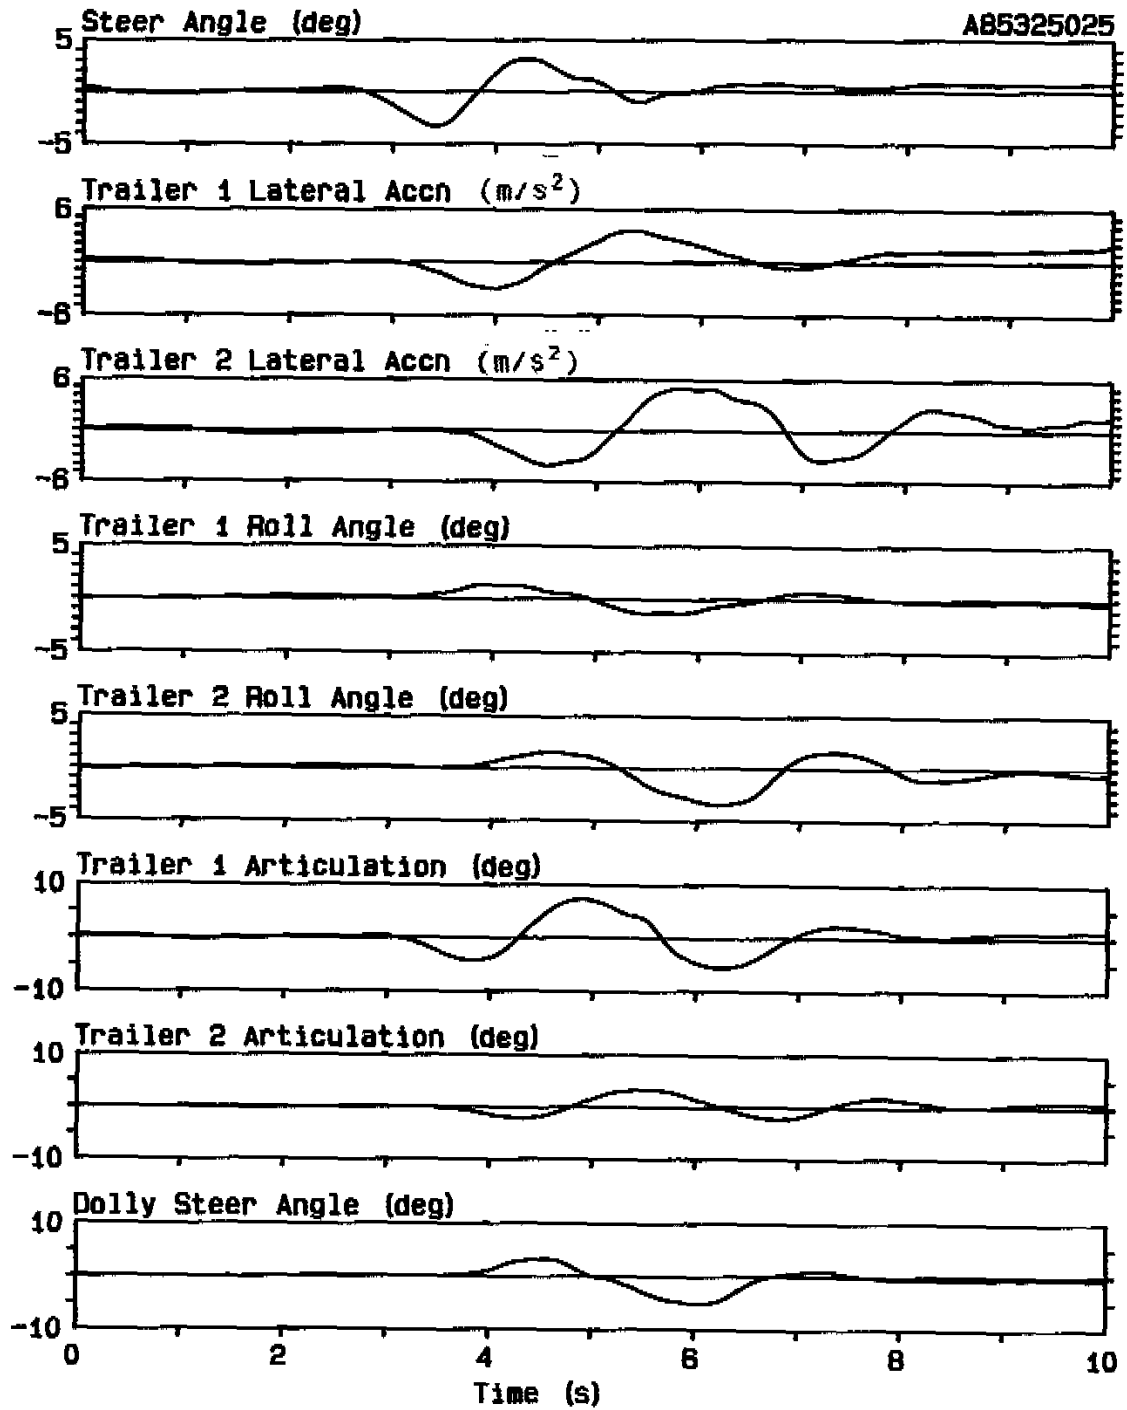 Steer Angle (deg) A85325025
5
-5
Trailer 1 Lateral Accn (m/s²)
6
-6
Trailer 2 Lateral Accn (m/s²)
6
-6
Trailer 1 Roll Angle (deg)
5
-5
Trailer 2 Roll Angle (deg)
5
-5
Trailer 1 Articulation (deg)
10
-10
Trailer 2 Articulation (deg)
10
-10
Dolly Steer Angle (deg)
10
-10
0 2 4 6 8 10
Time (s)